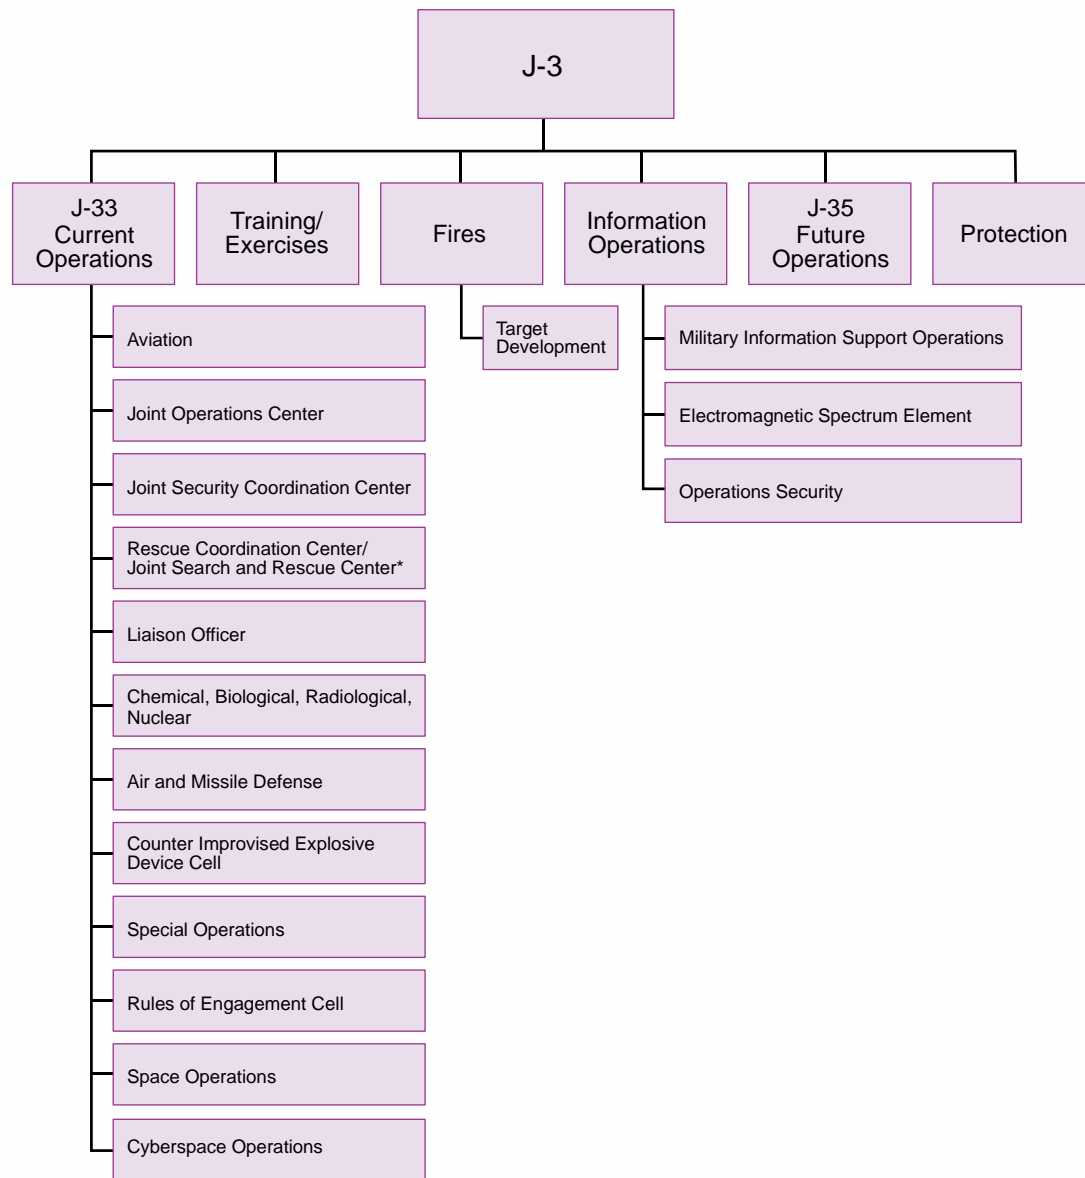 J-3
J-33
Current
Operations
Training/
Exercises
Fires
Information
Operations
J-35
Future
Operations
Protection
Aviation
Joint Operations Center
Joint Security Coordination Center
Rescue Coordination Center/
Joint Search and Rescue Center*
Liaison Officer
Chemical, Biological, Radiological,
Nuclear
Air and Missile Defense
Counter Improvised Explosive
Device Cell
Special Operations
Rules of Engagement Cell
Space Operations
Cyberspace Operations
Target
Development
Military Information Support Operations
Electromagnetic Spectrum Element
Operations Security